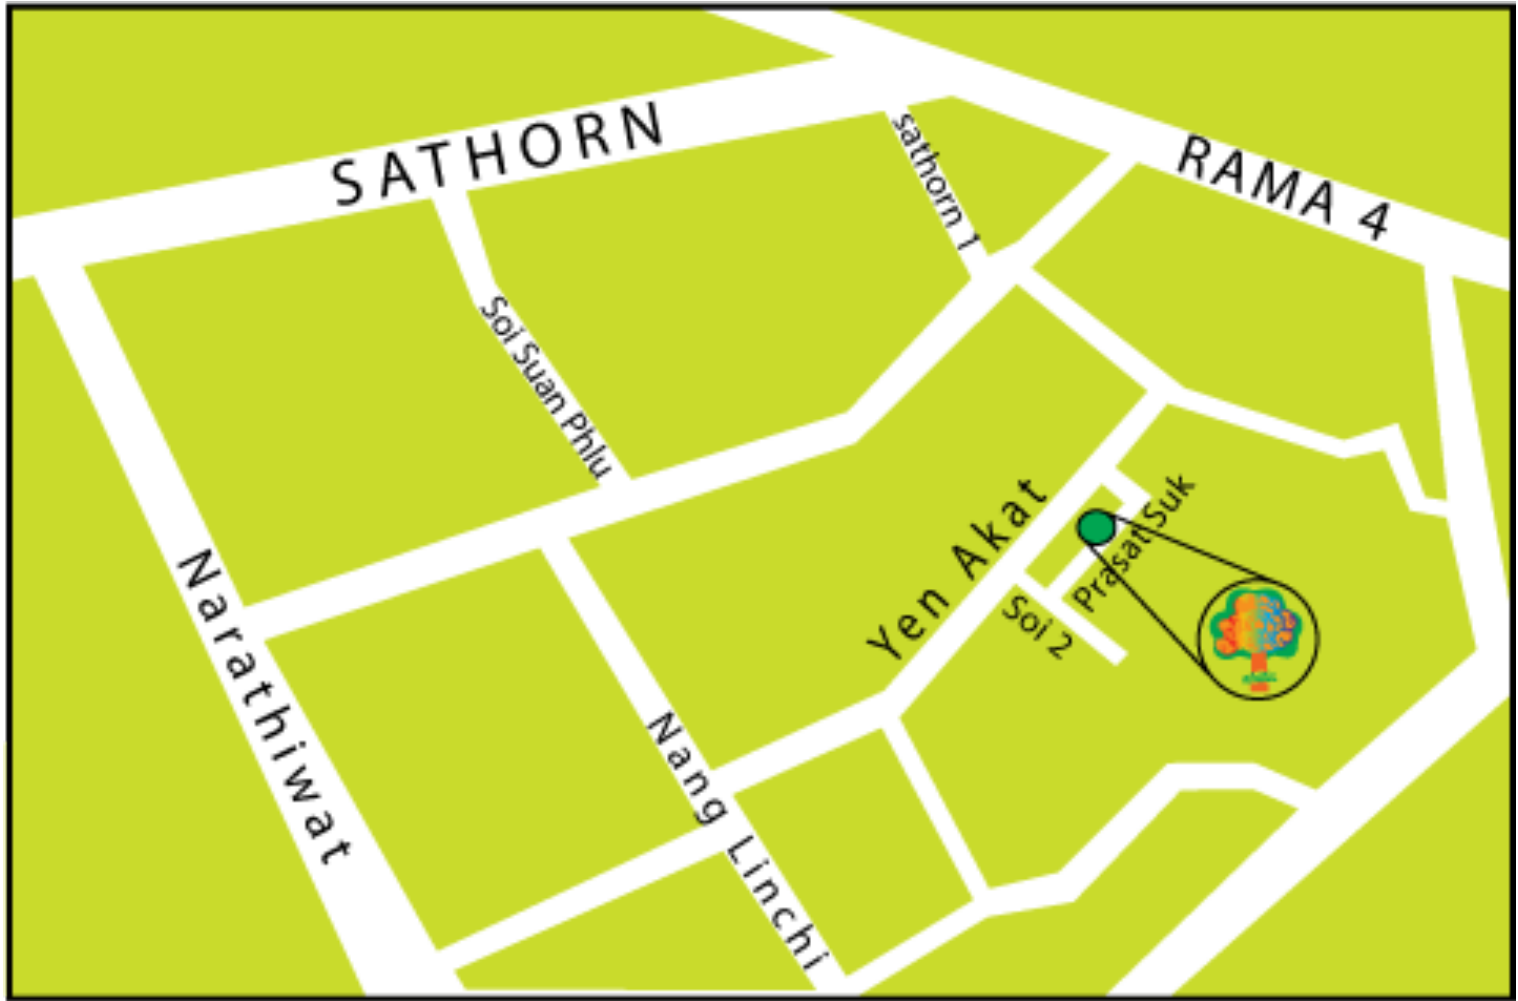 SATHORN
sathorn 1
RAMA 4
Soi Suan Phlu
Yen Akat
Prasat Suk
Soi 2
Narathiwat
Nang Linchi